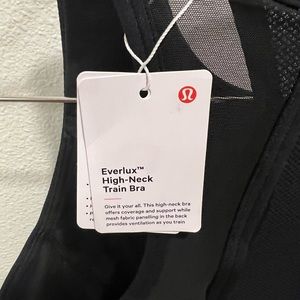 Everlux™
High-Neck
Train Bra
Give it your all. This high-neck bra
offers coverage and support while
mesh fabric panelling in the back
provides ventilation as you train